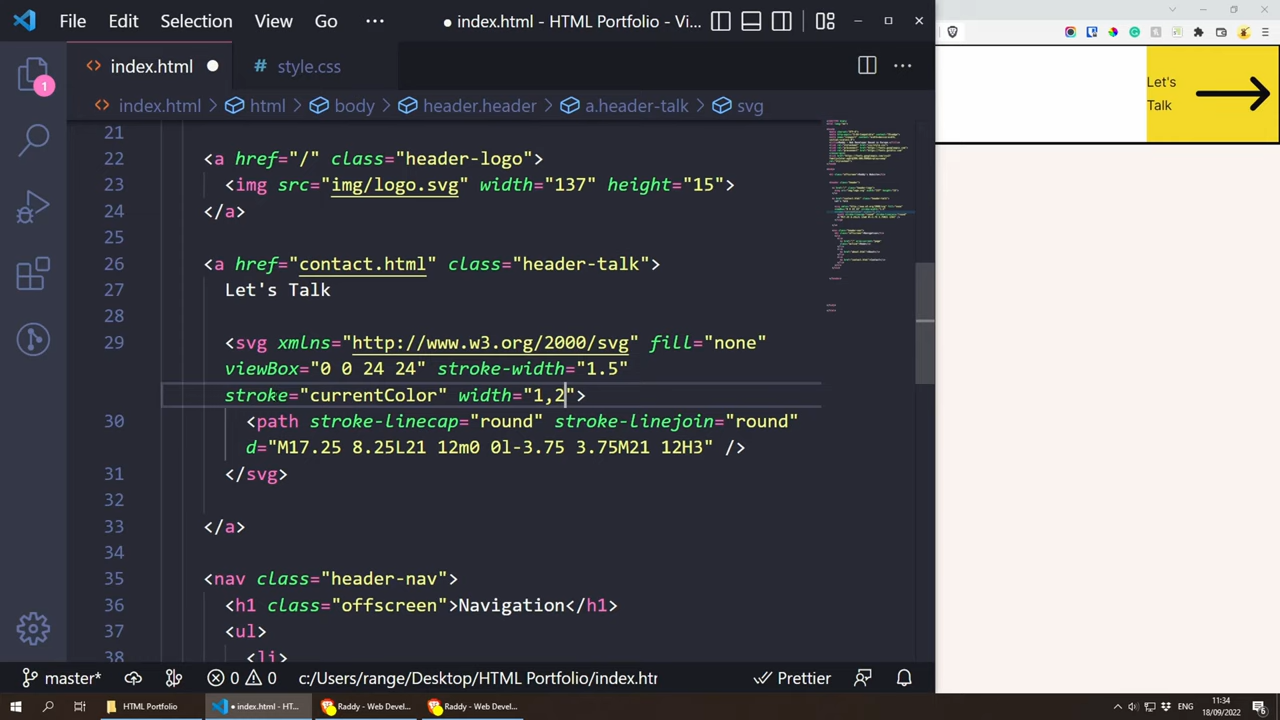 File Edit Selection View Go ··· ● index.html - HTML Portfolio - Vi...
<> index.html ● # style.css ···
<> index.html > html > body > header.header > a.header-talk > svg
1
21
22 <a href="/" class="header-logo">
23 <img src="img/logo.svg" width="137" height="15">
24 </a>
25
26 <a href="contact.html" class="header-talk">
27 Let's Talk
28
29 <svg xmlns="http://www.w3.org/2000/svg" fill="none"
viewBox="0 0 24 24" stroke-width="1.5"
stroke="currentColor" width="1,2">
30 <path stroke-linecap="round" stroke-linejoin="round"
d="M17.25 8.25L21 12m0 0l-3.75 3.75M21 12H3" />
31 </svg>
32
33 </a>
34
35 <nav class="header-nav">
36 <h1 class="offscreen">Navigation</h1>
37 <ul>
38 <li>
Let's
Talk
master* 0 0 c:/Users/range/Desktop/HTML Portfolio/index.htm Prettier
HTML Portfolio ● index.html - HT... Raddy - Web Devel... Raddy - Web Devel... ENG 11:34
18/09/2022